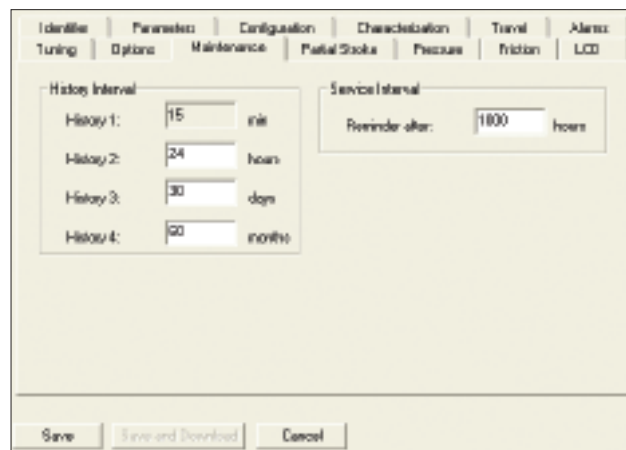 Identifier Parameters Configuration Characterization Travel Alarms
Tuning Options Maintenance Partial Stroke Pressure Friction LCD
History Interval
History 1: 15 min
History 2: 24 hours
History 3: 30 days
History 4: 60 months
Service Interval
Reminder after: 1000 hours
Save Save and Download Cancel